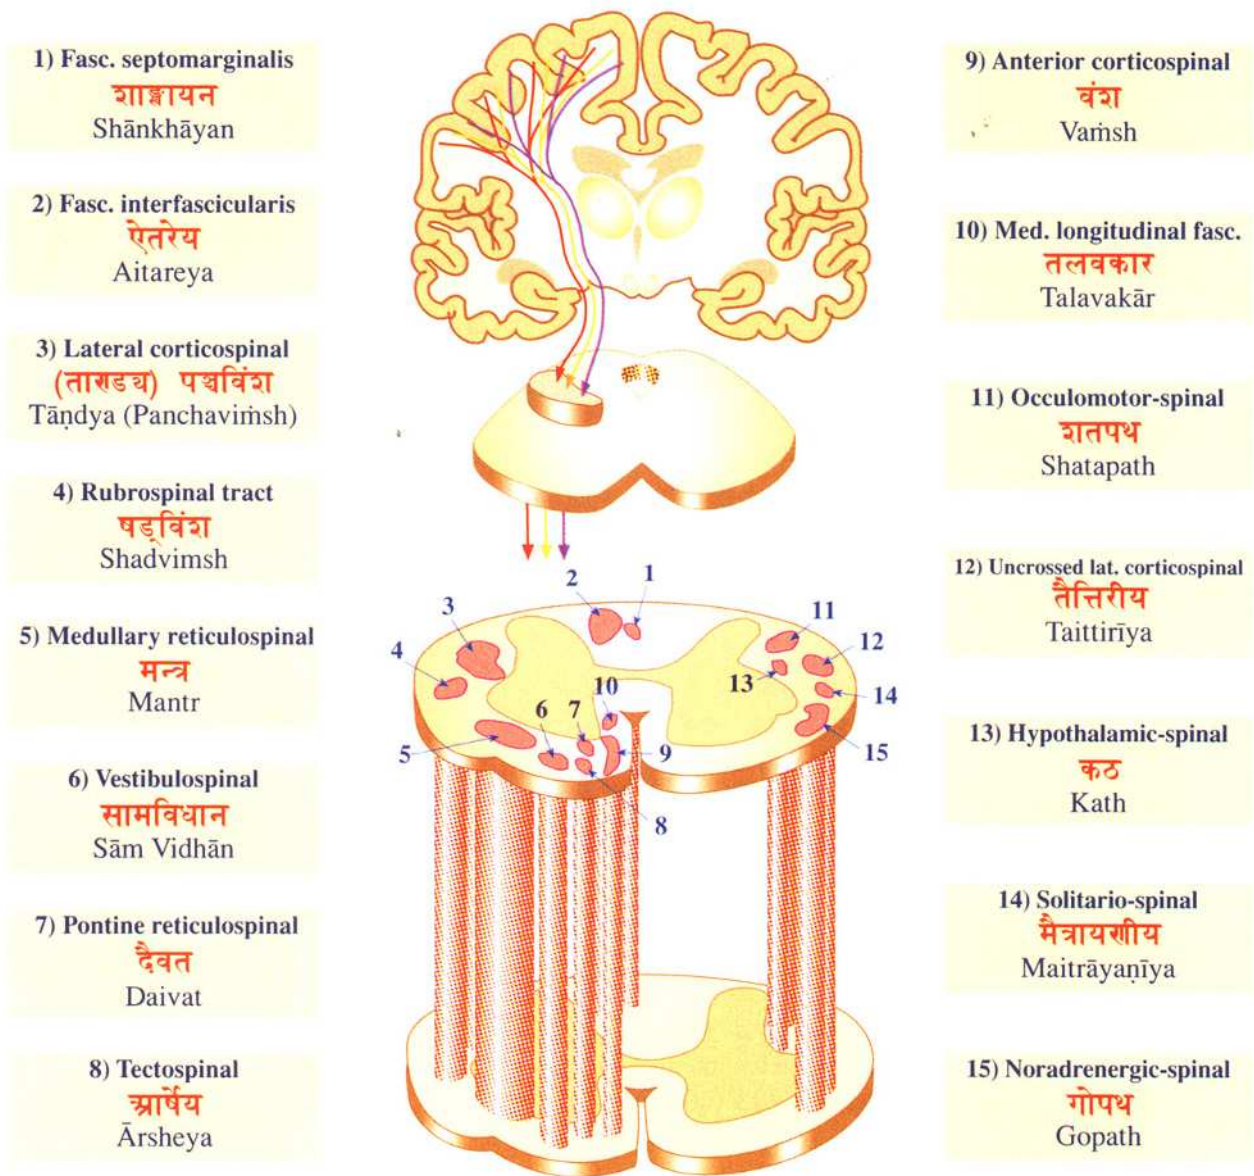 1) Fasc. septomarginalis
शाङ्खायन
Shānkhāyan
2) Fasc. interfascicularis
ऐतरेय
Aitareya
3) Lateral corticospinal
(ताण्ड्य) पञ्चविंश
Tāṇdya (Panchaviṁsh)
4) Rubrospinal tract
षड्विंश
Shadvimsh
5) Medullary reticulospinal
मन्त्र
Mantr
6) Vestibulospinal
सामविधान
Sām Vidhān
7) Pontine reticulospinal
दैवत
Daivat
8) Tectospinal
आर्षेय
Ārsheya
2
1
3
4
11
12
13
14
10
6
7
5
9
15
8
9) Anterior corticospinal
वंश
Vaṁsh
10) Med. longitudinal fasc.
तलवकार
Talavakār
11) Occulomotor-spinal
शतपथ
Shatapath
12) Uncrossed lat. corticospinal
तैत्तिरीय
Taittirīya
13) Hypothalamic-spinal
कठ
Kath
14) Solitario-spinal
मैत्रायणीय
Maitrāyaṇīya
15) Noradrenergic-spinal
गोपथ
Gopath